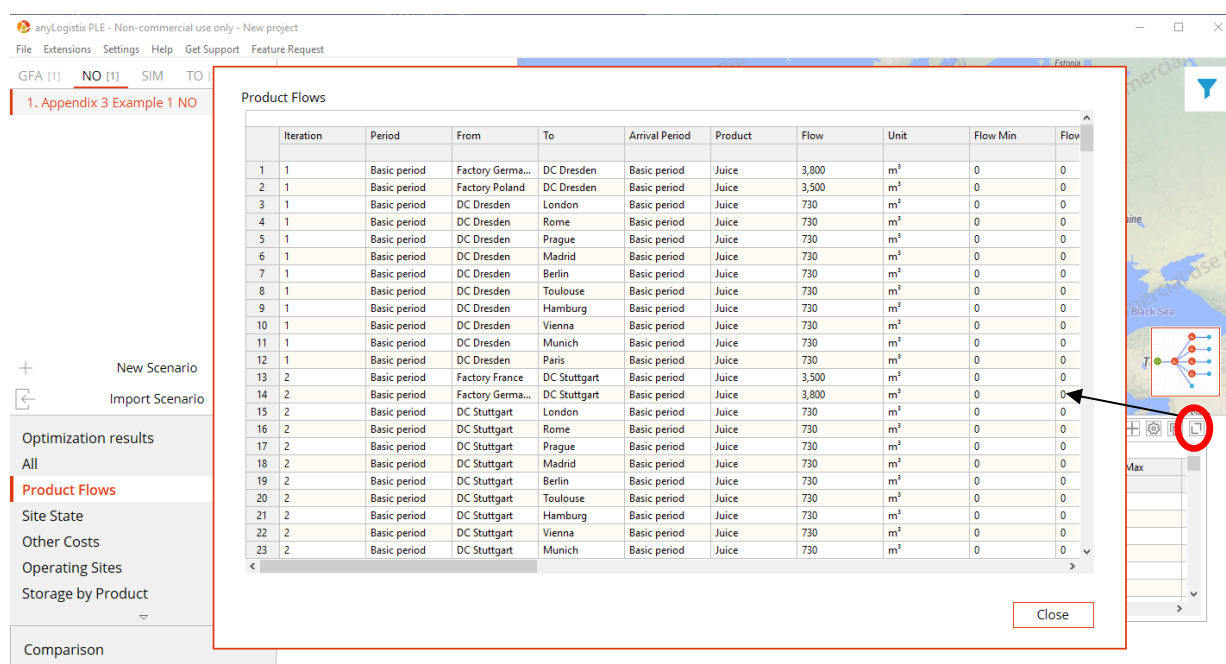 anyLogistix PLE - Non-commercial use only - New project
File Extensions Settings Help Get Support Feature Request
GFA [1] NO [1] SIM TO
1. Appendix 3 Example 1 NO
New Scenario
Import Scenario
Optimization results
All
Product Flows
Site State
Other Costs
Operating Sites
Storage by Product
Comparison
Product Flows
Iteration Period From To Arrival Period Product Flow Unit Flow Min Flow
1 1 Basic period Factory Germa... DC Dresden Basic period Juice 3,800 m³ 0 0
2 1 Basic period Factory Poland DC Dresden Basic period Juice 3,500 m³ 0 0
3 1 Basic period DC Dresden London Basic period Juice 730 m³ 0 0
4 1 Basic period DC Dresden Rome Basic period Juice 730 m³ 0 0
5 1 Basic period DC Dresden Prague Basic period Juice 730 m³ 0 0
6 1 Basic period DC Dresden Madrid Basic period Juice 730 m³ 0 0
7 1 Basic period DC Dresden Berlin Basic period Juice 730 m³ 0 0
8 1 Basic period DC Dresden Toulouse Basic period Juice 730 m³ 0 0
9 1 Basic period DC Dresden Hamburg Basic period Juice 730 m³ 0 0
10 1 Basic period DC Dresden Vienna Basic period Juice 730 m³ 0 0
11 1 Basic period DC Dresden Munich Basic period Juice 730 m³ 0 0
12 1 Basic period DC Dresden Paris Basic period Juice 730 m³ 0 0
13 2 Basic period Factory France DC Stuttgart Basic period Juice 3,500 m³ 0 0
14 2 Basic period Factory Germa... DC Stuttgart Basic period Juice 3,800 m³ 0 0
15 2 Basic period DC Stuttgart London Basic period Juice 730 m³ 0 0
16 2 Basic period DC Stuttgart Rome Basic period Juice 730 m³ 0 0
17 2 Basic period DC Stuttgart Prague Basic period Juice 730 m³ 0 0
18 2 Basic period DC Stuttgart Madrid Basic period Juice 730 m³ 0 0
19 2 Basic period DC Stuttgart Berlin Basic period Juice 730 m³ 0 0
20 2 Basic period DC Stuttgart Toulouse Basic period Juice 730 m³ 0 0
21 2 Basic period DC Stuttgart Hamburg Basic period Juice 730 m³ 0 0
22 2 Basic period DC Stuttgart Vienna Basic period Juice 730 m³ 0 0
23 2 Basic period DC Stuttgart Munich Basic period Juice 730 m³ 0 0
Close
Estonia
Black Sea
Max